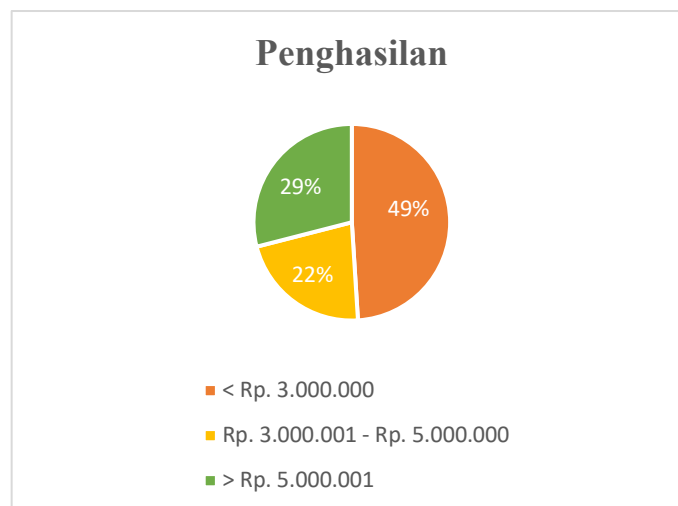 Penghasilan
29%
49%
22%
< Rp. 3.000.000
Rp. 3.000.001 - Rp. 5.000.000
> Rp. 5.000.001